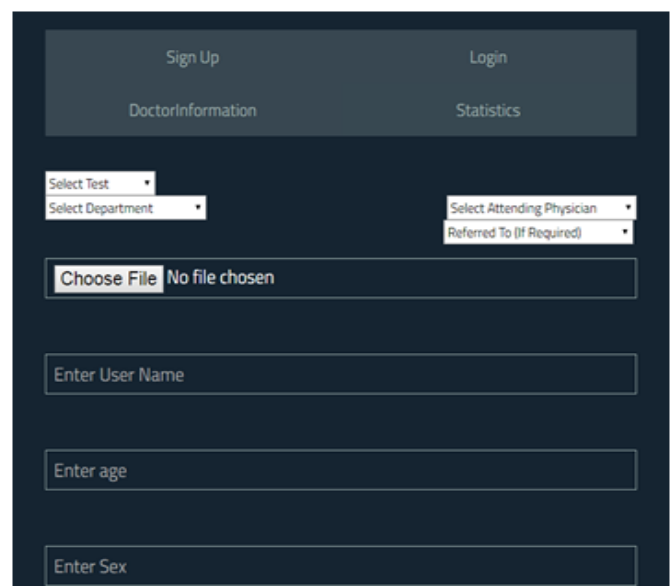 Sign Up Login
DoctorInformation Statistics
Select Test
Select Department Select Attending Physician
Referred To (If Required)
Choose File No file chosen
Enter User Name
Enter age
Enter Sex